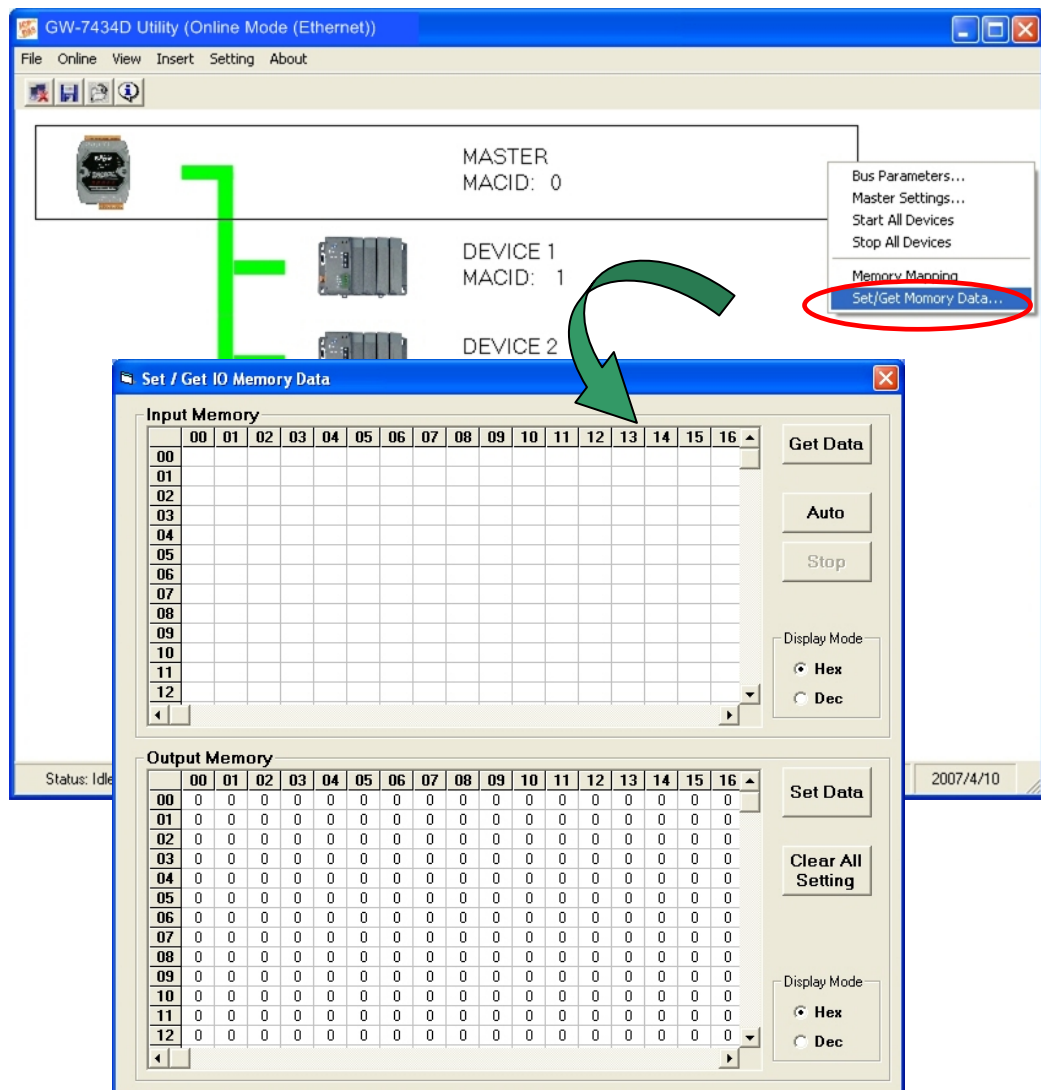 GW-7434D Utility (Online Mode (Ethernet))
File Online View Insert Setting About
MASTER
MACID: 0
Bus Parameters...
Master Settings...
Start All Devices
Stop All Devices
Memory Mapping
Set/Get Momory Data...
DEVICE 1
MACID: 1
DEVICE 2
Set / Get IO Memory Data
Input Memory
00 01 02 03 04 05 06 07 08 09 10 11 12 13 14 15 16
00
01
02
03
04
05
06
07
08
09
10
11
12
Get Data
Auto
Stop
Display Mode
Hex
Dec
Output Memory
00 01 02 03 04 05 06 07 08 09 10 11 12 13 14 15 16
00 0 0 0 0 0 0 0 0 0 0 0 0 0 0 0 0 0
01 0 0 0 0 0 0 0 0 0 0 0 0 0 0 0 0 0
02 0 0 0 0 0 0 0 0 0 0 0 0 0 0 0 0 0
03 0 0 0 0 0 0 0 0 0 0 0 0 0 0 0 0 0
04 0 0 0 0 0 0 0 0 0 0 0 0 0 0 0 0 0
05 0 0 0 0 0 0 0 0 0 0 0 0 0 0 0 0 0
06 0 0 0 0 0 0 0 0 0 0 0 0 0 0 0 0 0
07 0 0 0 0 0 0 0 0 0 0 0 0 0 0 0 0 0
08 0 0 0 0 0 0 0 0 0 0 0 0 0 0 0 0 0
09 0 0 0 0 0 0 0 0 0 0 0 0 0 0 0 0 0
10 0 0 0 0 0 0 0 0 0 0 0 0 0 0 0 0 0
11 0 0 0 0 0 0 0 0 0 0 0 0 0 0 0 0 0
12 0 0 0 0 0 0 0 0 0 0 0 0 0 0 0 0 0
Set Data
Clear All
Setting
Display Mode
Hex
Dec
Status: Idle
2007/4/10